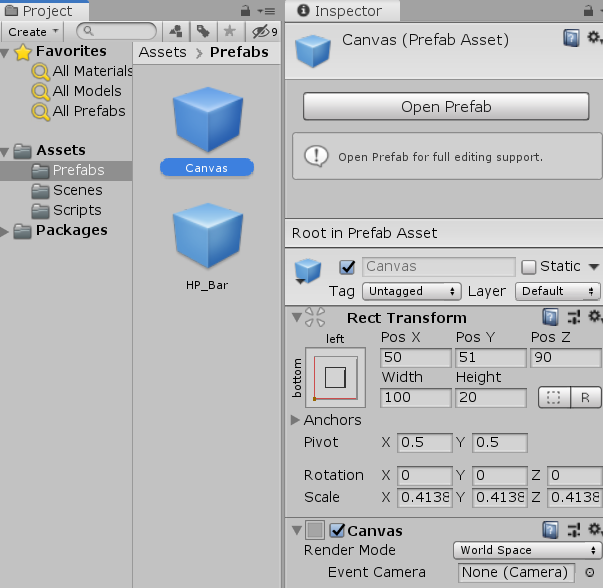 Project
Create
9
Favorites
All Materials
All Models
All Prefabs
Assets
Prefabs
Scenes
Scripts
Packages
Assets > Prefabs
Canvas
HP_Bar
Inspector
Canvas (Prefab Asset)
Open Prefab
Open Prefab for full editing support.
Root in Prefab Asset
Canvas Static
Tag Untagged Layer Default
Rect Transform
left
bottom
Pos X Pos Y Pos Z
50 51 90
Width Height
100 20 R
Anchors
Pivot X 0.5 Y 0.5
Rotation X 0 Y 0 Z 0
Scale X 0.4138 Y 0.4138 Z 0.4138
Canvas
Render Mode World Space
Event Camera None (Camera)